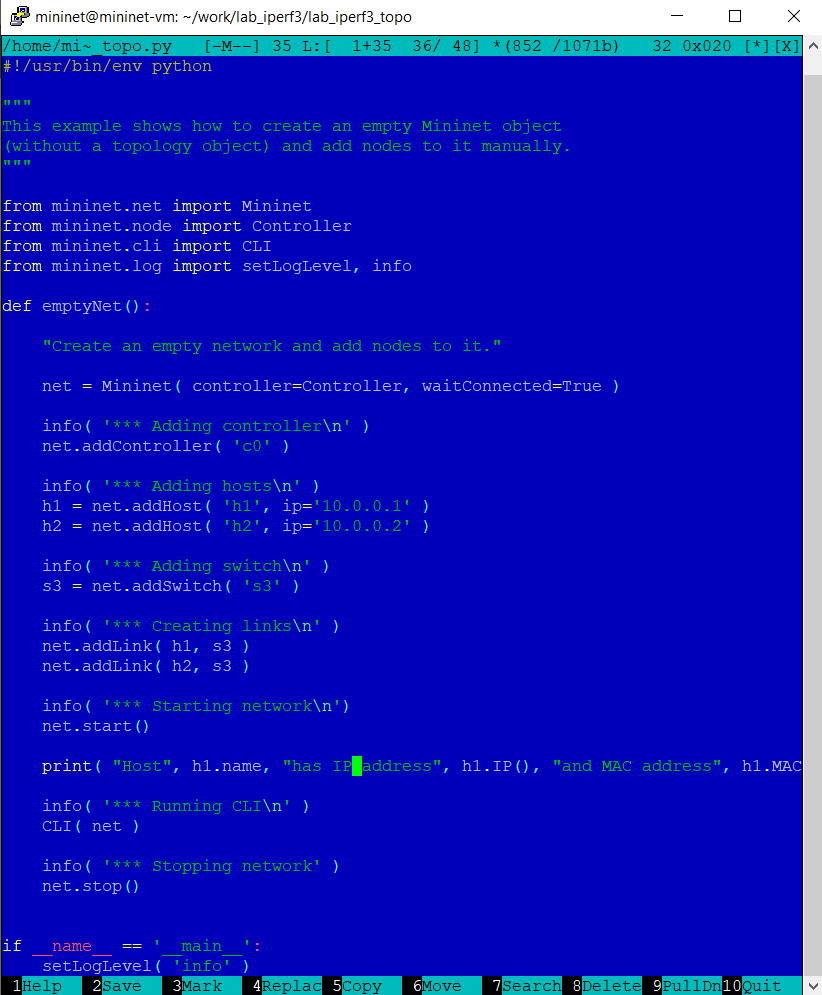 mininet@mininet-vm: ~/work/lab_iperf3/lab_iperf3_topo
/home/mi~_topo.py   [-M--] 35 L:[  1+35  36/ 48] *(852 /1071b)    32 0x020 [*][X]
#!/usr/bin/env python

"""
This example shows how to create an empty Mininet object
(without a topology object) and add nodes to it manually.
"""

from mininet.net import Mininet
from mininet.node import Controller
from mininet.cli import CLI
from mininet.log import setLogLevel, info

def emptyNet():

    "Create an empty network and add nodes to it."

    net = Mininet( controller=Controller, waitConnected=True )

    info( '*** Adding controller\n' )
    net.addController( 'c0' )

    info( '*** Adding hosts\n' )
    h1 = net.addHost( 'h1', ip='10.0.0.1' )
    h2 = net.addHost( 'h2', ip='10.0.0.2' )

    info( '*** Adding switch\n' )
    s3 = net.addSwitch( 's3' )

    info( '*** Creating links\n' )
    net.addLink( h1, s3 )
    net.addLink( h2, s3 )

    info( '*** Starting network\n')
    net.start()

    print( "Host", h1.name, "has IP address", h1.IP(), "and MAC address", h1.MAC

    info( '*** Running CLI\n' )
    CLI( net )

    info( '*** Stopping network' )
    net.stop()


if __name__ == '__main__':
    setLogLevel( 'info' )
1Help   2Save   3Mark   4Replac 5Copy   6Move   7Search 8Delete 9PullDn 10Quit